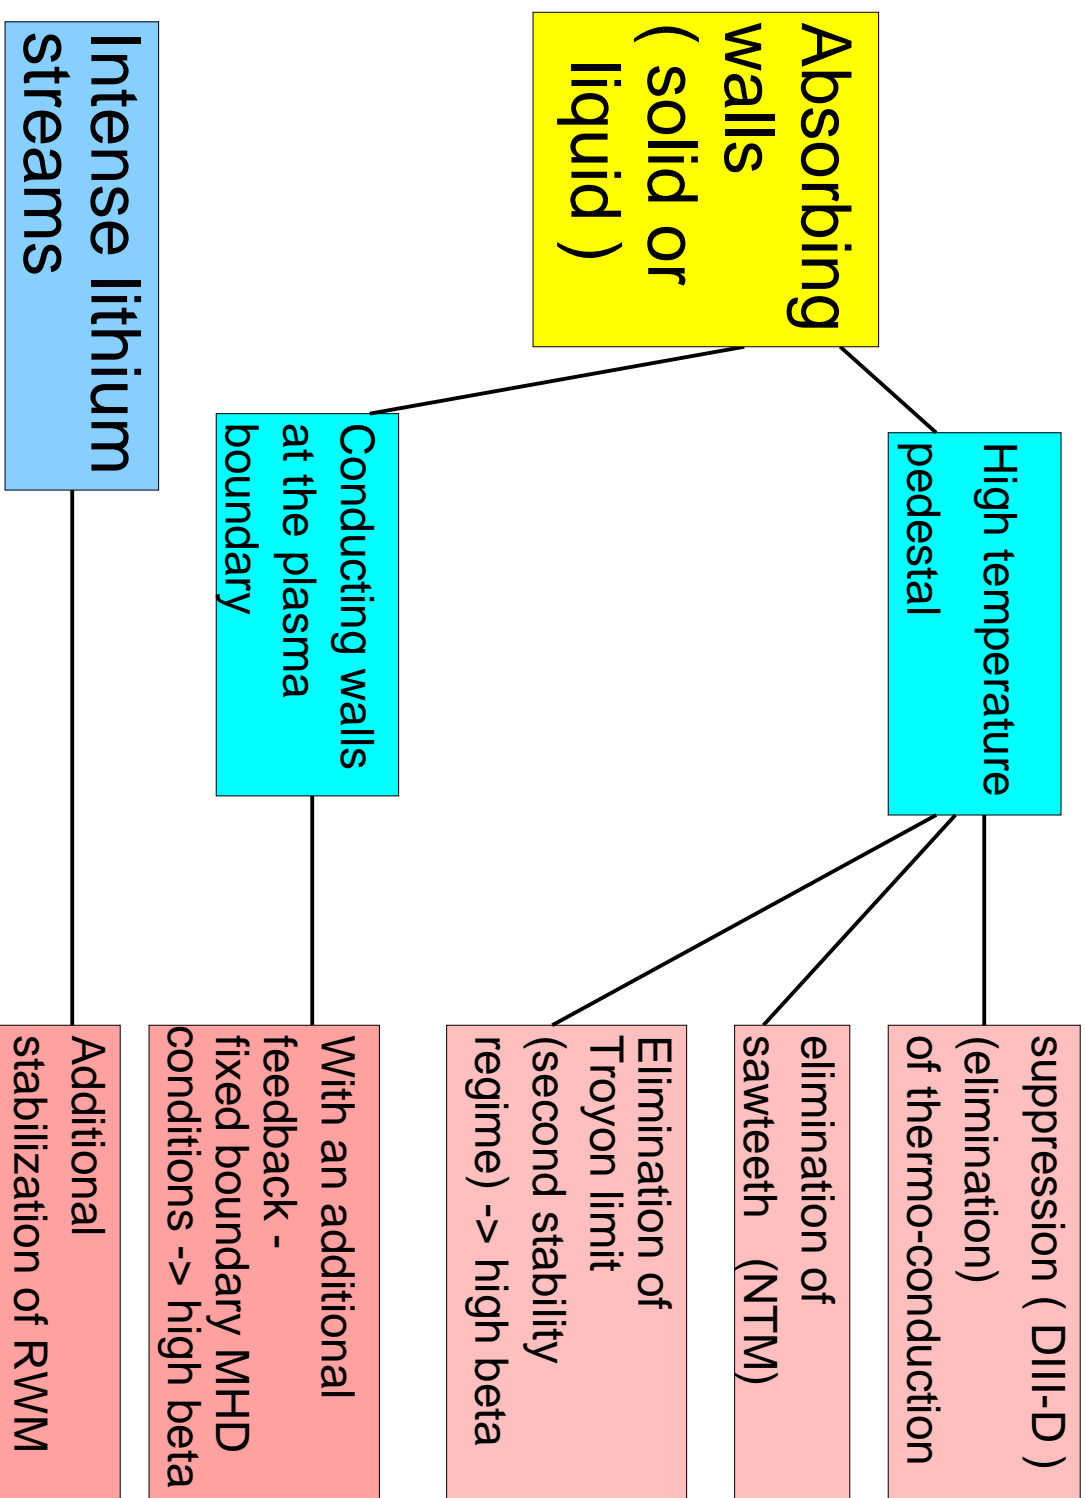 Absorbing
walls
( solid or
liquid )
High temperature
pedestal
suppression ( DIII-D )
(elimination)
of thermo-conduction
elimination of
sawteeth (NTM)
Elimination of
Troyon limit
(second stability
regime) -> high beta
Conducting walls
at the plasma
boundary
With an additional
feedback -
fixed boundary MHD
conditions -> high beta
Intense lithium
streams
Additional
stabilization of RWM